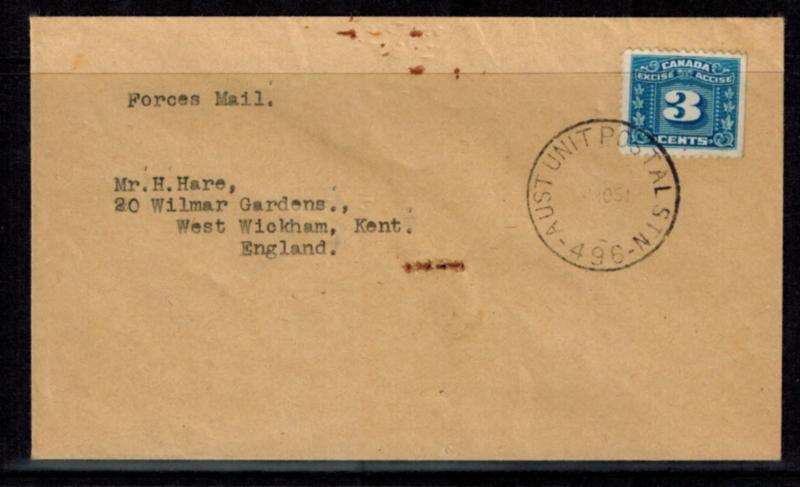 CANADA
EXCISE ACCISE
3
CENTS
Forces Mail.
AUST UNIT POSTAL STN
-496-
Mr.H.Hare,
20 Wilmar Gardens.,
West Wickham, Kent.
England.